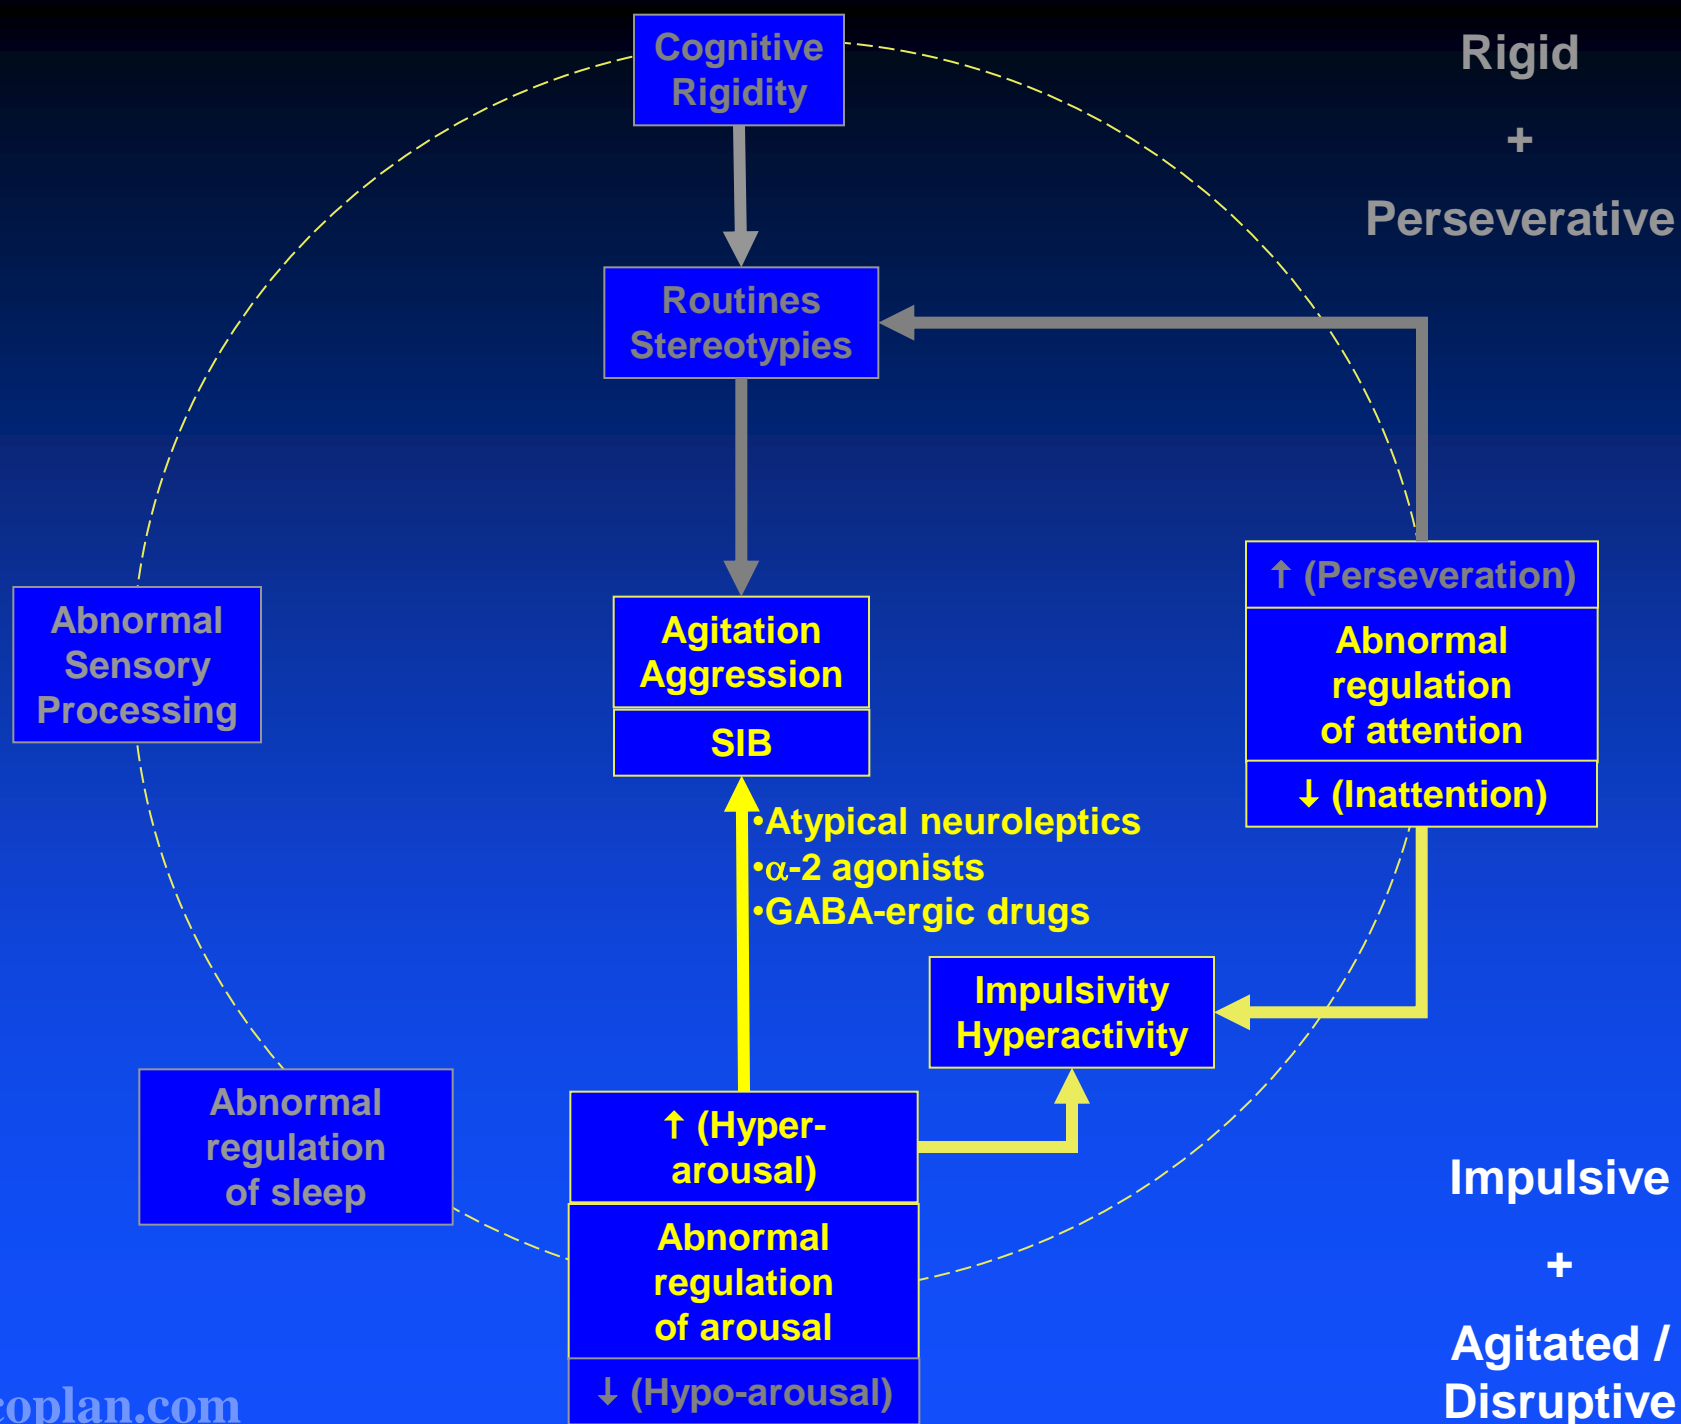 Cognitive
Rigidity
Rigid
+
Perseverative
Routines
Stereotypies
↑ (Perseveration)
Abnormal
regulation
of attention
↓ (Inattention)
Abnormal
Sensory
Processing
Agitation
Aggression
SIB
•Atypical neuroleptics
•α-2 agonists
•GABA-ergic drugs
Impulsivity
Hyperactivity
Abnormal
regulation
of sleep
↑ (Hyper-
arousal)
Abnormal
regulation
of arousal
↓ (Hypo-arousal)
Impulsive
+
Agitated /
Disruptive
coplan.com